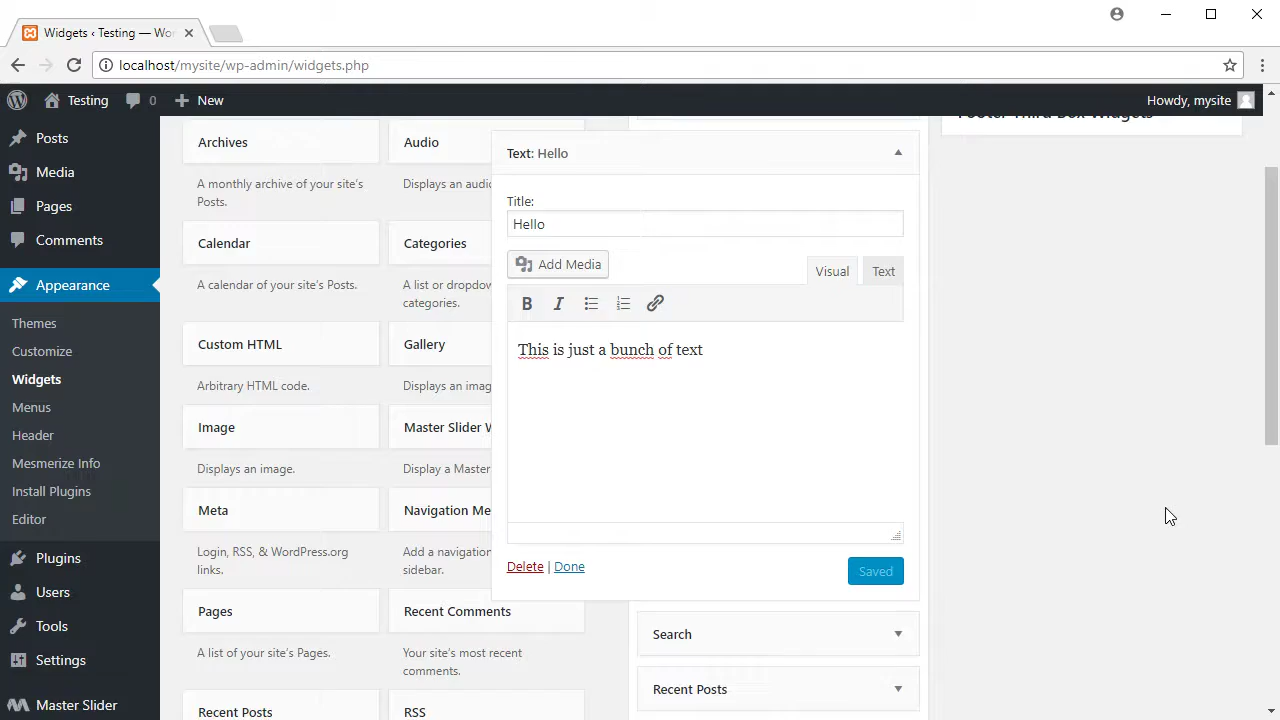 Widgets ‹ Testing — Wor
localhost/mysite/wp-admin/widgets.php
Testing
0
New
Howdy, mysite
Posts
Media
Pages
Comments
Appearance
Themes
Customize
Widgets
Menus
Header
Mesmerize Info
Install Plugins
Editor
Plugins
Users
Tools
Settings
Master Slider
Archives
A monthly archive of your site's
Posts.
Audio
Displays an audio
Calendar
A calendar of your site's Posts.
Categories
A list or dropdow
categories.
Custom HTML
Arbitrary HTML code.
Gallery
Displays an imag
Image
Displays an image.
Master Slider W
Display a Master
Meta
Login, RSS, & WordPress.org
links.
Navigation Me
Add a navigation
sidebar.
Pages
A list of your site's Pages.
Recent Comments
Your site's most recent
comments.
Recent Posts
RSS
Text: Hello
Title:
Hello
Add Media
Visual
Text
B I
This is just a bunch of text
Delete | Done
Saved
Search
Recent Posts
Footer Third Box Widgets